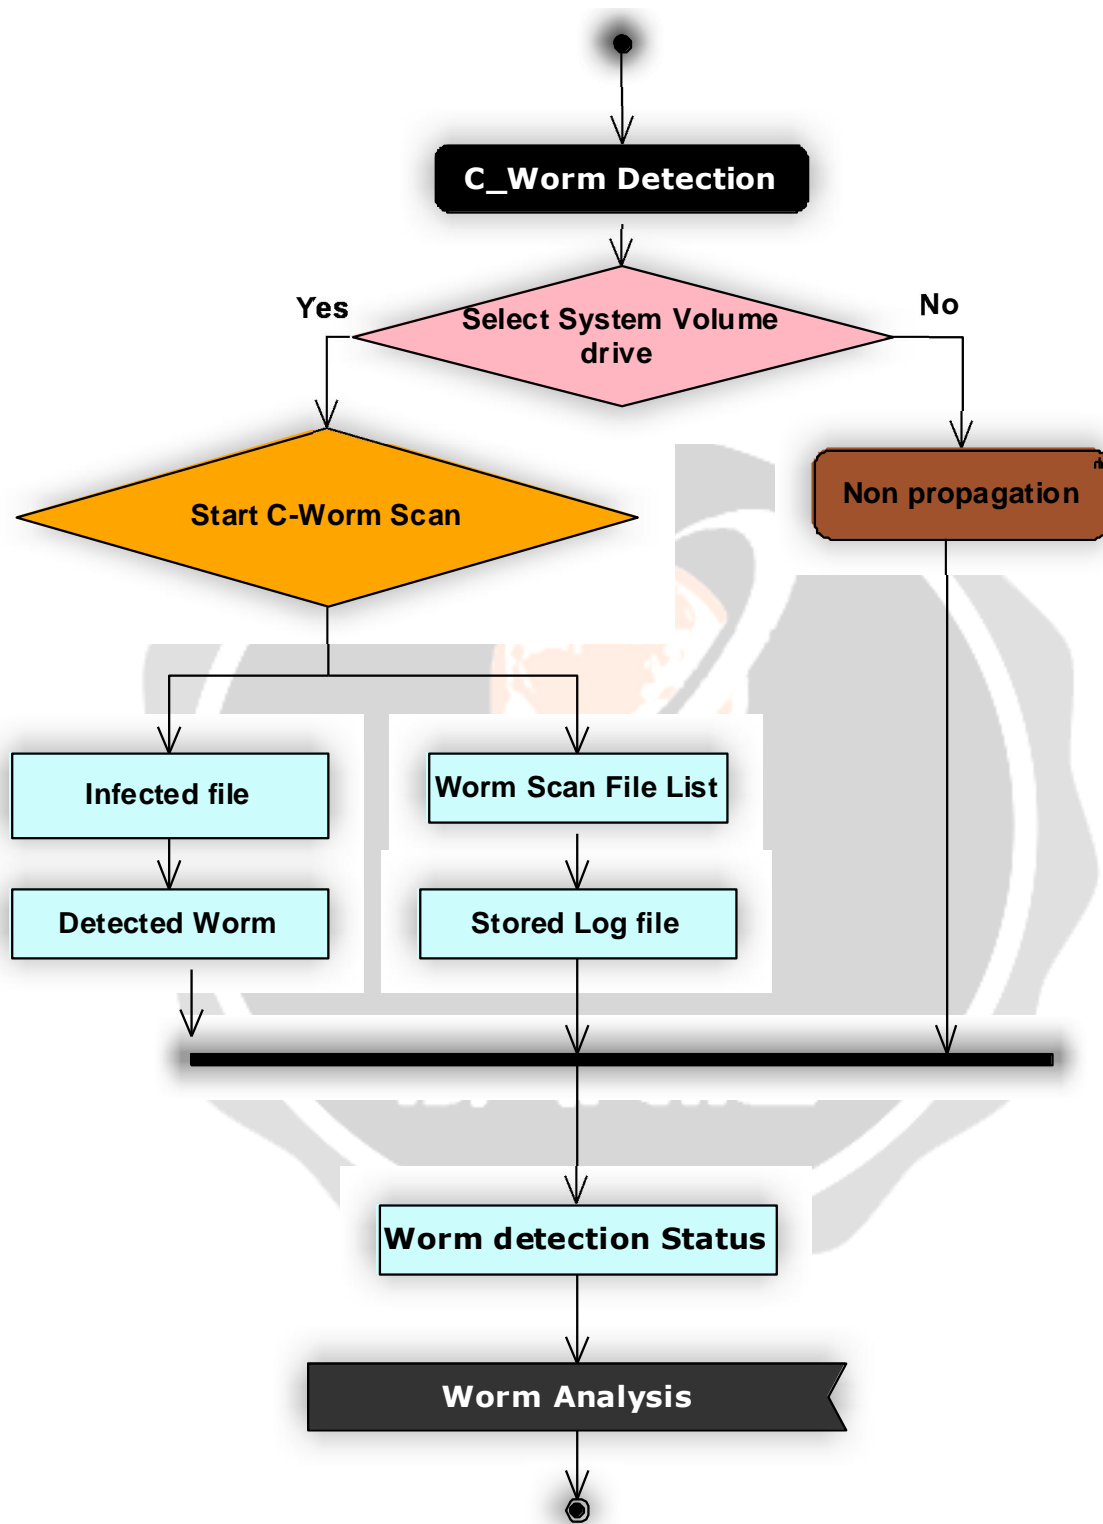 C_Worm Detection
Yes
No
Select System Volume
drive
Start C-Worm Scan
Non propagation
Infected file
Worm Scan File List
Detected Worm
Stored Log file
Worm detection Status
Worm Analysis